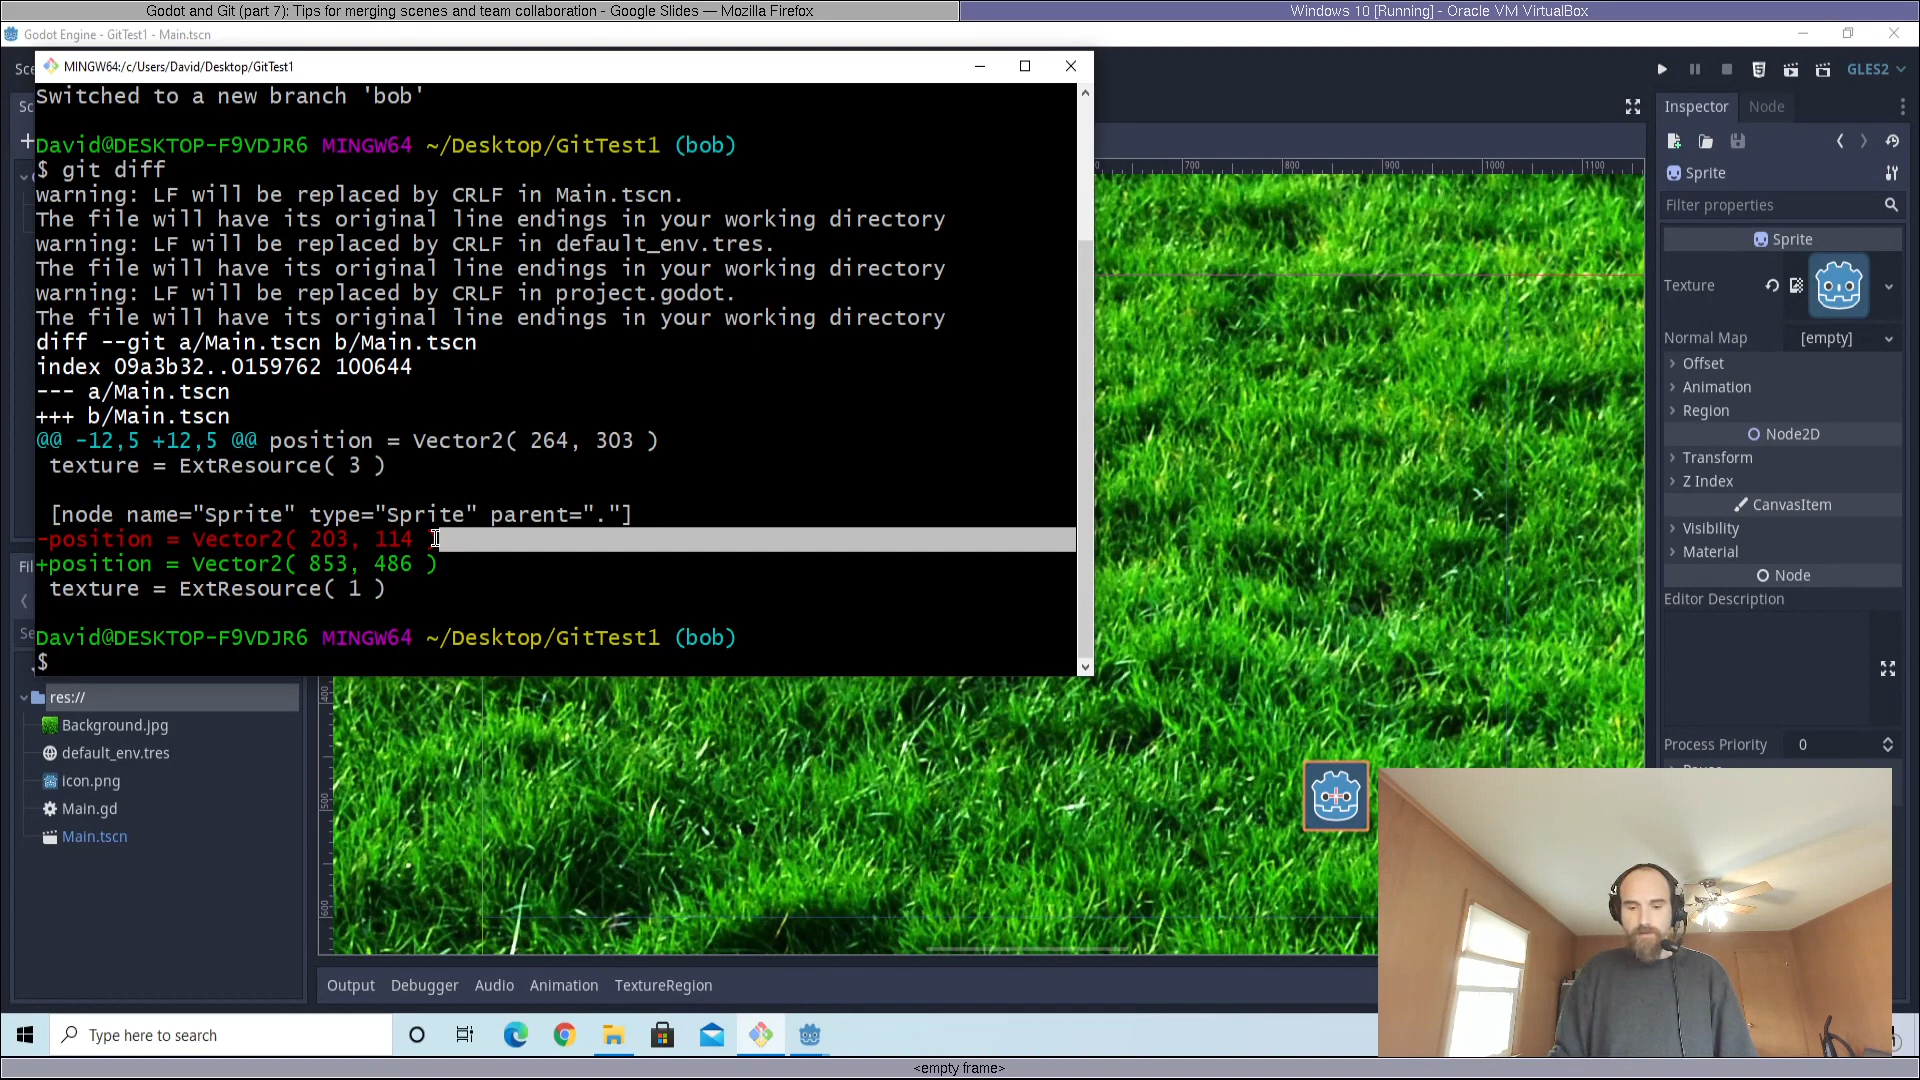 Godot and Git (part 7): Tips for merging scenes and team collaboration - Google Slides — Mozilla Firefox
Windows 10 [Running] - Oracle VM VirtualBox
Godot Engine - GitTest1 - Main.tscn
MINGW64:/c/Users/David/Desktop/GitTest1
GLES2
Switched to a new branch 'bob'
David@DESKTOP-F9VDJR6 MINGW64 ~/Desktop/GitTest1 (bob)
$ git diff
warning: LF will be replaced by CRLF in Main.tscn.
The file will have its original line endings in your working directory
warning: LF will be replaced by CRLF in default_env.tres.
The file will have its original line endings in your working directory
warning: LF will be replaced by CRLF in project.godot.
The file will have its original line endings in your working directory
diff --git a/Main.tscn b/Main.tscn
index 09a3b32..0159762 100644
--- a/Main.tscn
+++ b/Main.tscn
@@ -12,5 +12,5 @@ position = Vector2( 264, 303 )
texture = ExtResource( 3 )
[node name="Sprite" type="Sprite" parent="."]
-position = Vector2( 203, 114 )
+position = Vector2( 853, 486 )
texture = ExtResource( 1 )
David@DESKTOP-F9VDJR6 MINGW64 ~/Desktop/GitTest1 (bob)
$
700
800
900
1000
1100
400
500
600
res://
Background.jpg
default_env.tres
icon.png
Main.gd
Main.tscn
Output Debugger Audio Animation TextureRegion
Inspector Node
Sprite
Filter properties
Sprite
Texture
Normal Map [empty]
Offset
Animation
Region
Node2D
Transform
Z Index
CanvasItem
Visibility
Material
Node
Editor Description
Process Priority 0
Type here to search
<empty frame>